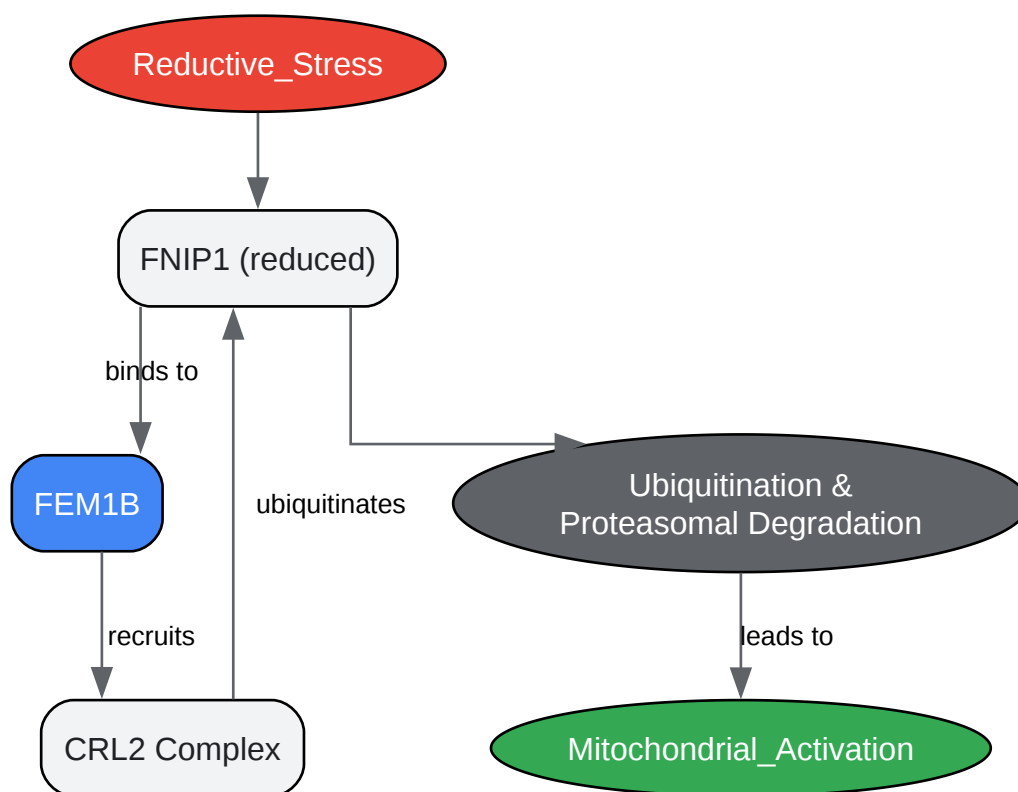 Reductive_Stress
FNIP1 (reduced)
binds to
FEM1B
ubiquitinates
Ubiquitination &
Proteasomal Degradation
recruits
leads to
CRL2 Complex
Mitochondrial_Activation